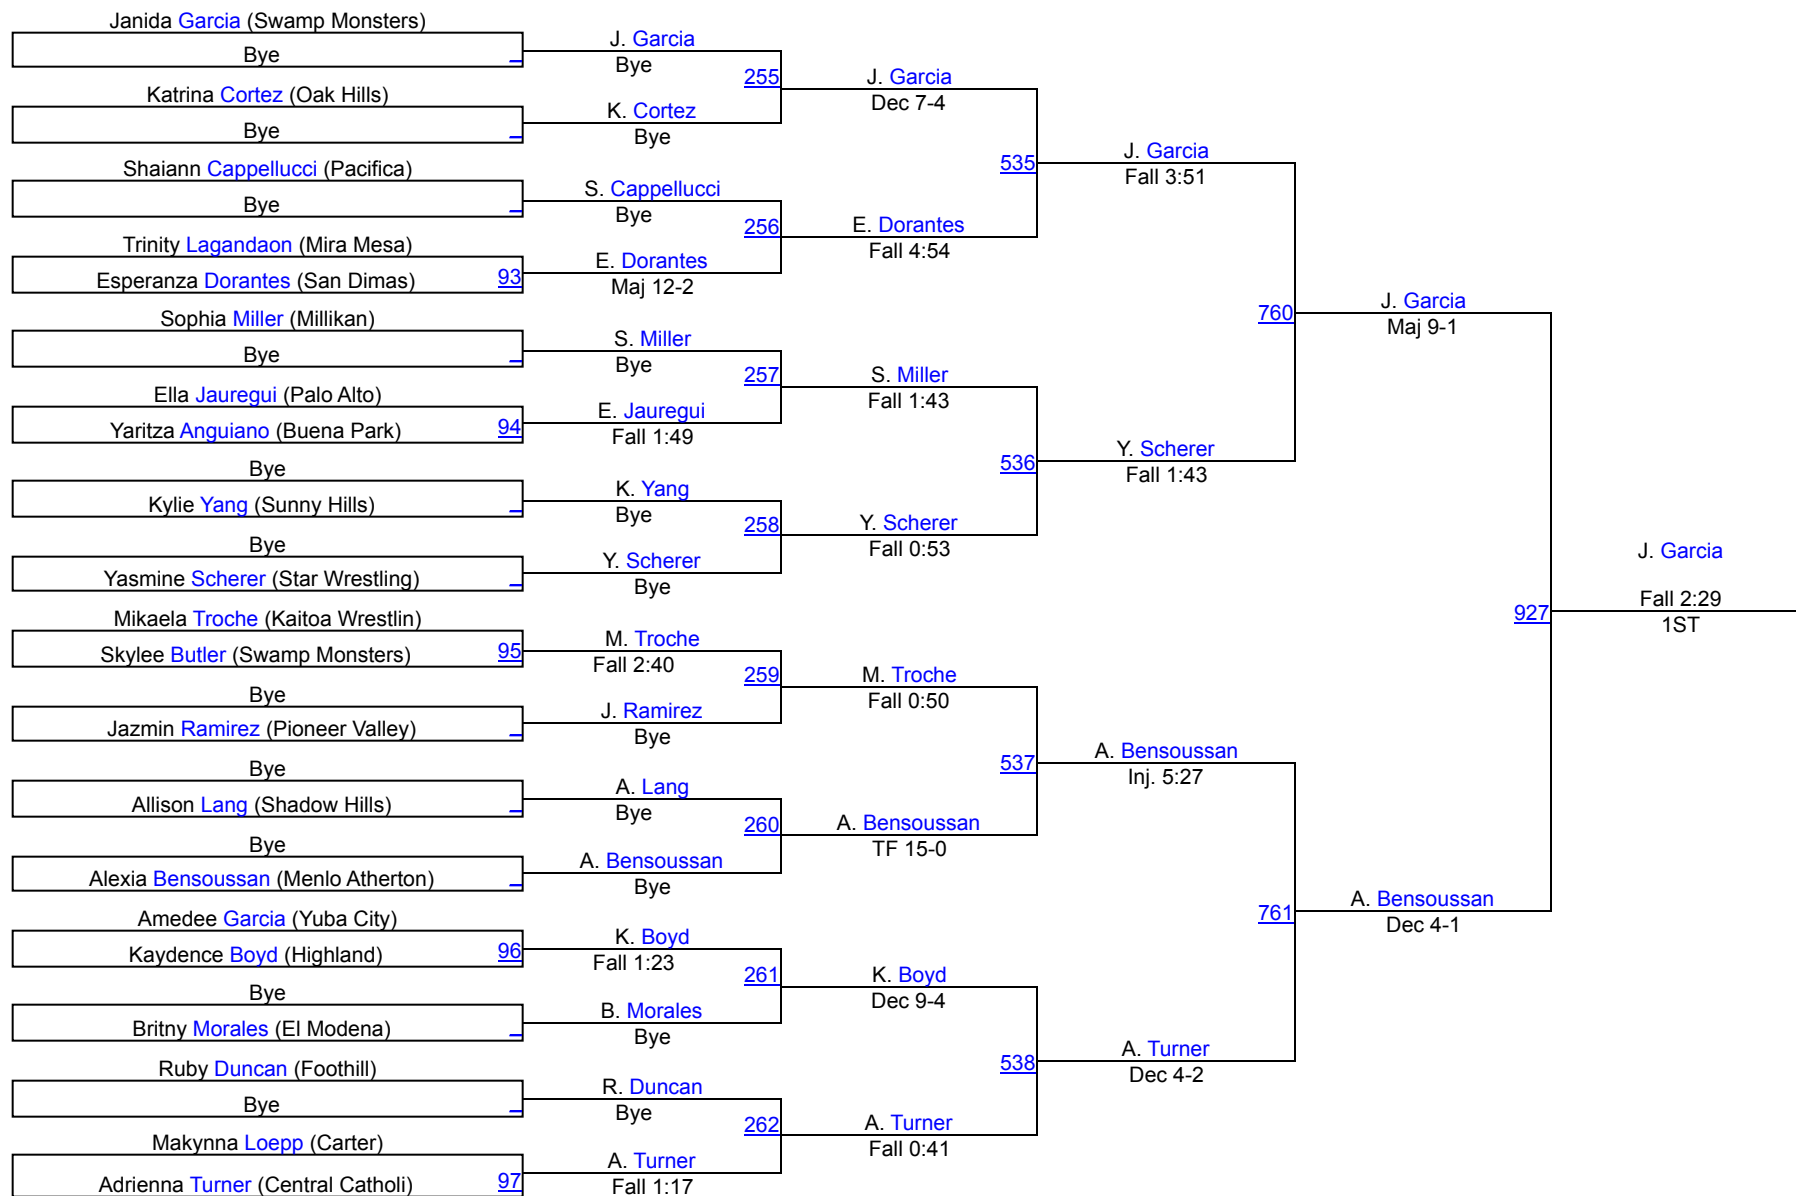 Janida Garcia (Swamp Monsters)
Bye
Katrina Cortez (Oak Hills)
Bye
Shaiann Cappellucci (Pacifica)
Bye
Trinity Lagandaon (Mira Mesa)
Esperanza Dorantes (San Dimas) 93
Sophia Miller (Millikan)
Bye
Ella Jauregui (Palo Alto)
Yaritza Anguiano (Buena Park) 94
Bye
Kylie Yang (Sunny Hills)
Bye
Yasmine Scherer (Star Wrestling)
Mikaela Troche (Kaitoa Wrestlin)
Skylee Butler (Swamp Monsters) 95
Bye
Jazmin Ramirez (Pioneer Valley)
Bye
Allison Lang (Shadow Hills)
Bye
Alexia Bensoussan (Menlo Atherton)
Amedee Garcia (Yuba City)
Kaydence Boyd (Highland) 96
Bye
Britny Morales (El Modena)
Ruby Duncan (Foothill)
Bye
Makynna Loepp (Carter)
Adrienna Turner (Central Catholi) 97
J. Garcia
Bye
255
K. Cortez
Bye
S. Cappellucci
Bye
256
E. Dorantes
Maj 12-2
S. Miller
Bye
257
E. Jauregui
Fall 1:49
K. Yang
Bye
258
Y. Scherer
Bye
M. Troche
Fall 2:40
259
J. Ramirez
Bye
A. Lang
Bye
260
A. Bensoussan
Bye
K. Boyd
Fall 1:23
261
B. Morales
Bye
R. Duncan
Bye
262
A. Turner
Fall 1:17
J. Garcia
Dec 7-4
535
E. Dorantes
Fall 4:54
S. Miller
Fall 1:43
536
Y. Scherer
Fall 0:53
M. Troche
Fall 0:50
537
A. Bensoussan
TF 15-0
K. Boyd
Dec 9-4
538
A. Turner
Fall 0:41
J. Garcia
Fall 3:51
760
Y. Scherer
Fall 1:43
A. Bensoussan
Inj. 5:27
761
A. Turner
Dec 4-2
J. Garcia
Maj 9-1
927
A. Bensoussan
Dec 4-1
J. Garcia
Fall 2:29
1ST